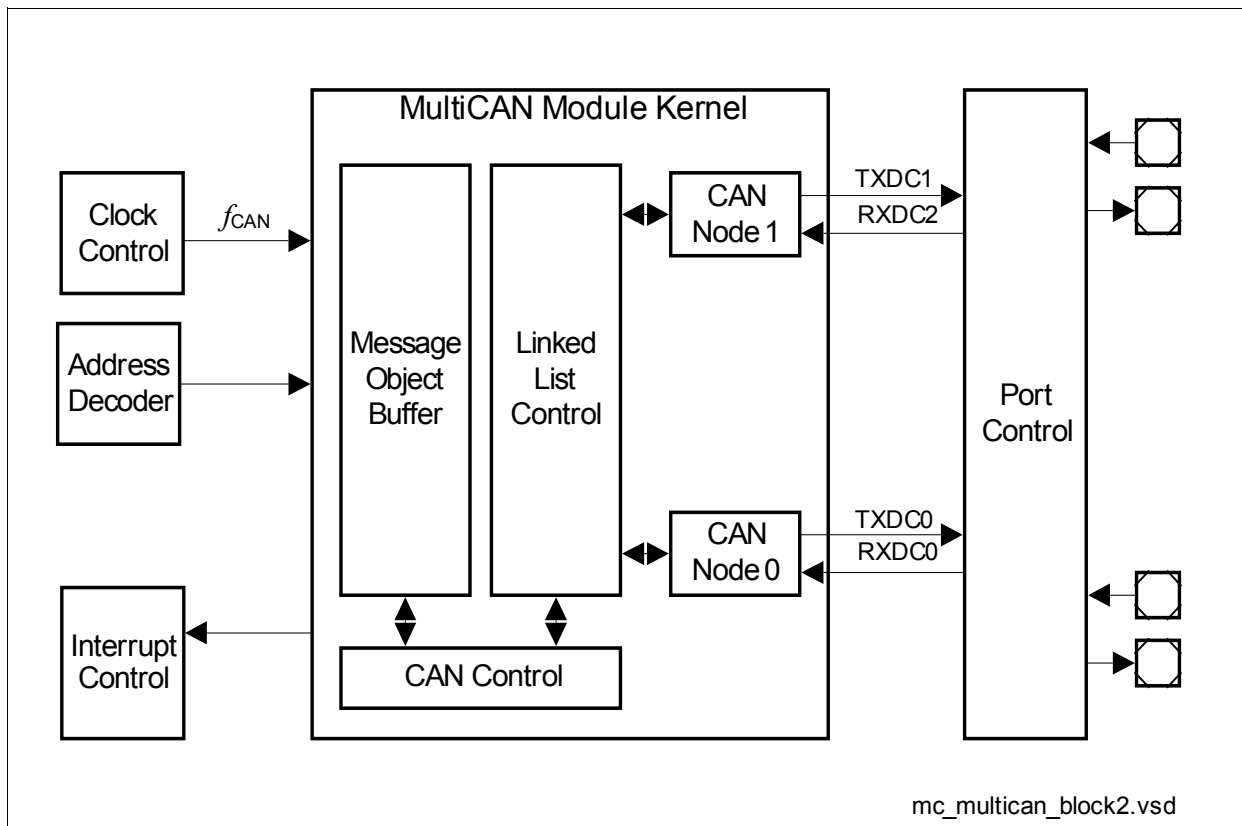 MultiCAN Module Kernel
Clock
Control
fCAN
Address
Decoder
Interrupt
Control
Message
Object
Buffer
Linked
List
Control
CAN
Node 1
TXDC1
RXDC2
CAN
Node 0
TXDC0
RXDC0
CAN Control
Port
Control
mc_multican_block2.vsd